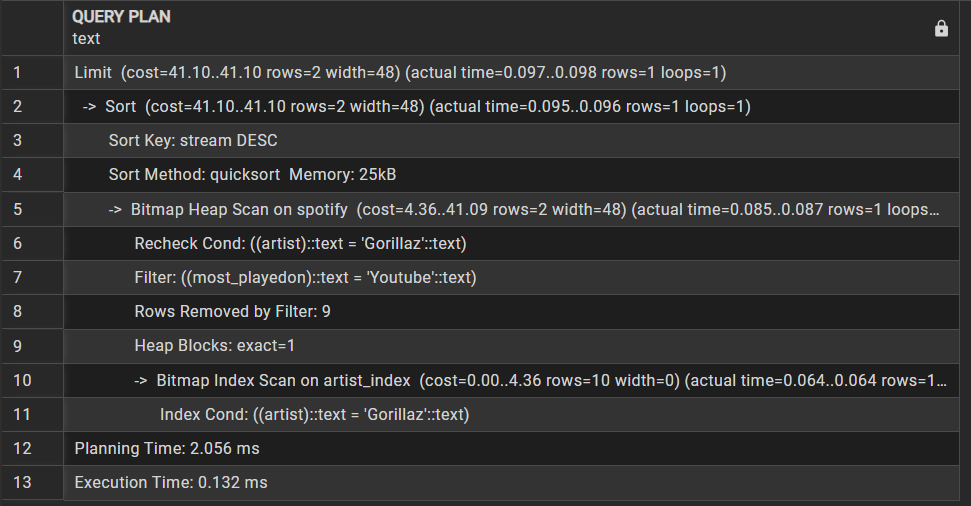 QUERY PLAN
text
1 Limit (cost=41.10..41.10 rows=2 width=48) (actual time=0.097..0.098 rows=1 loops=1)
2 -> Sort (cost=41.10..41.10 rows=2 width=48) (actual time=0.095..0.096 rows=1 loops=1)
3 Sort Key: stream DESC
4 Sort Method: quicksort Memory: 25kB
5 -> Bitmap Heap Scan on spotify (cost=4.36..41.09 rows=2 width=48) (actual time=0.085..0.087 rows=1 loops...
6 Recheck Cond: ((artist)::text = 'Gorillaz'::text)
7 Filter: ((most_playedon)::text = 'Youtube'::text)
8 Rows Removed by Filter: 9
9 Heap Blocks: exact=1
10 -> Bitmap Index Scan on artist_index (cost=0.00..4.36 rows=10 width=0) (actual time=0.064..0.064 rows=1...
11 Index Cond: ((artist)::text = 'Gorillaz'::text)
12 Planning Time: 2.056 ms
13 Execution Time: 0.132 ms